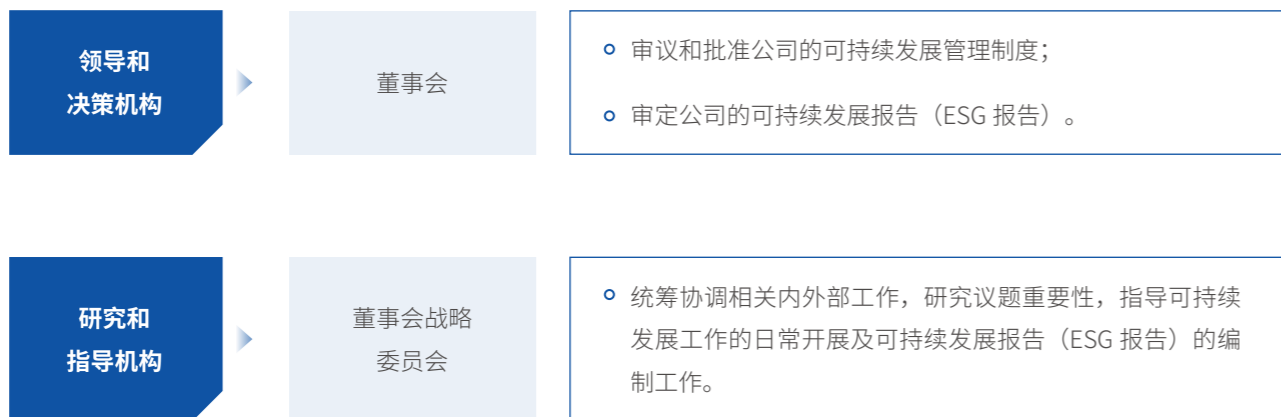 领导和
决策机构
董事会
审议和批准公司的可持续发展管理制度；
审定公司的可持续发展报告（ESG 报告）。
研究和
指导机构
董事会战略
委员会
统筹协调相关内外部工作，研究议题重要性，指导可持续
发展工作的日常开展及可持续发展报告（ESG 报告）的编
制工作。